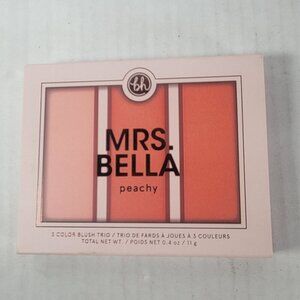 bh
MRS.
BELLA
peachy
3 COLOR BLUSH TRIO / TRIO DE FARDS À JOUES À 3 COULEURS
TOTAL NET WT. / POIDS NET 0.4 oz / 11 g